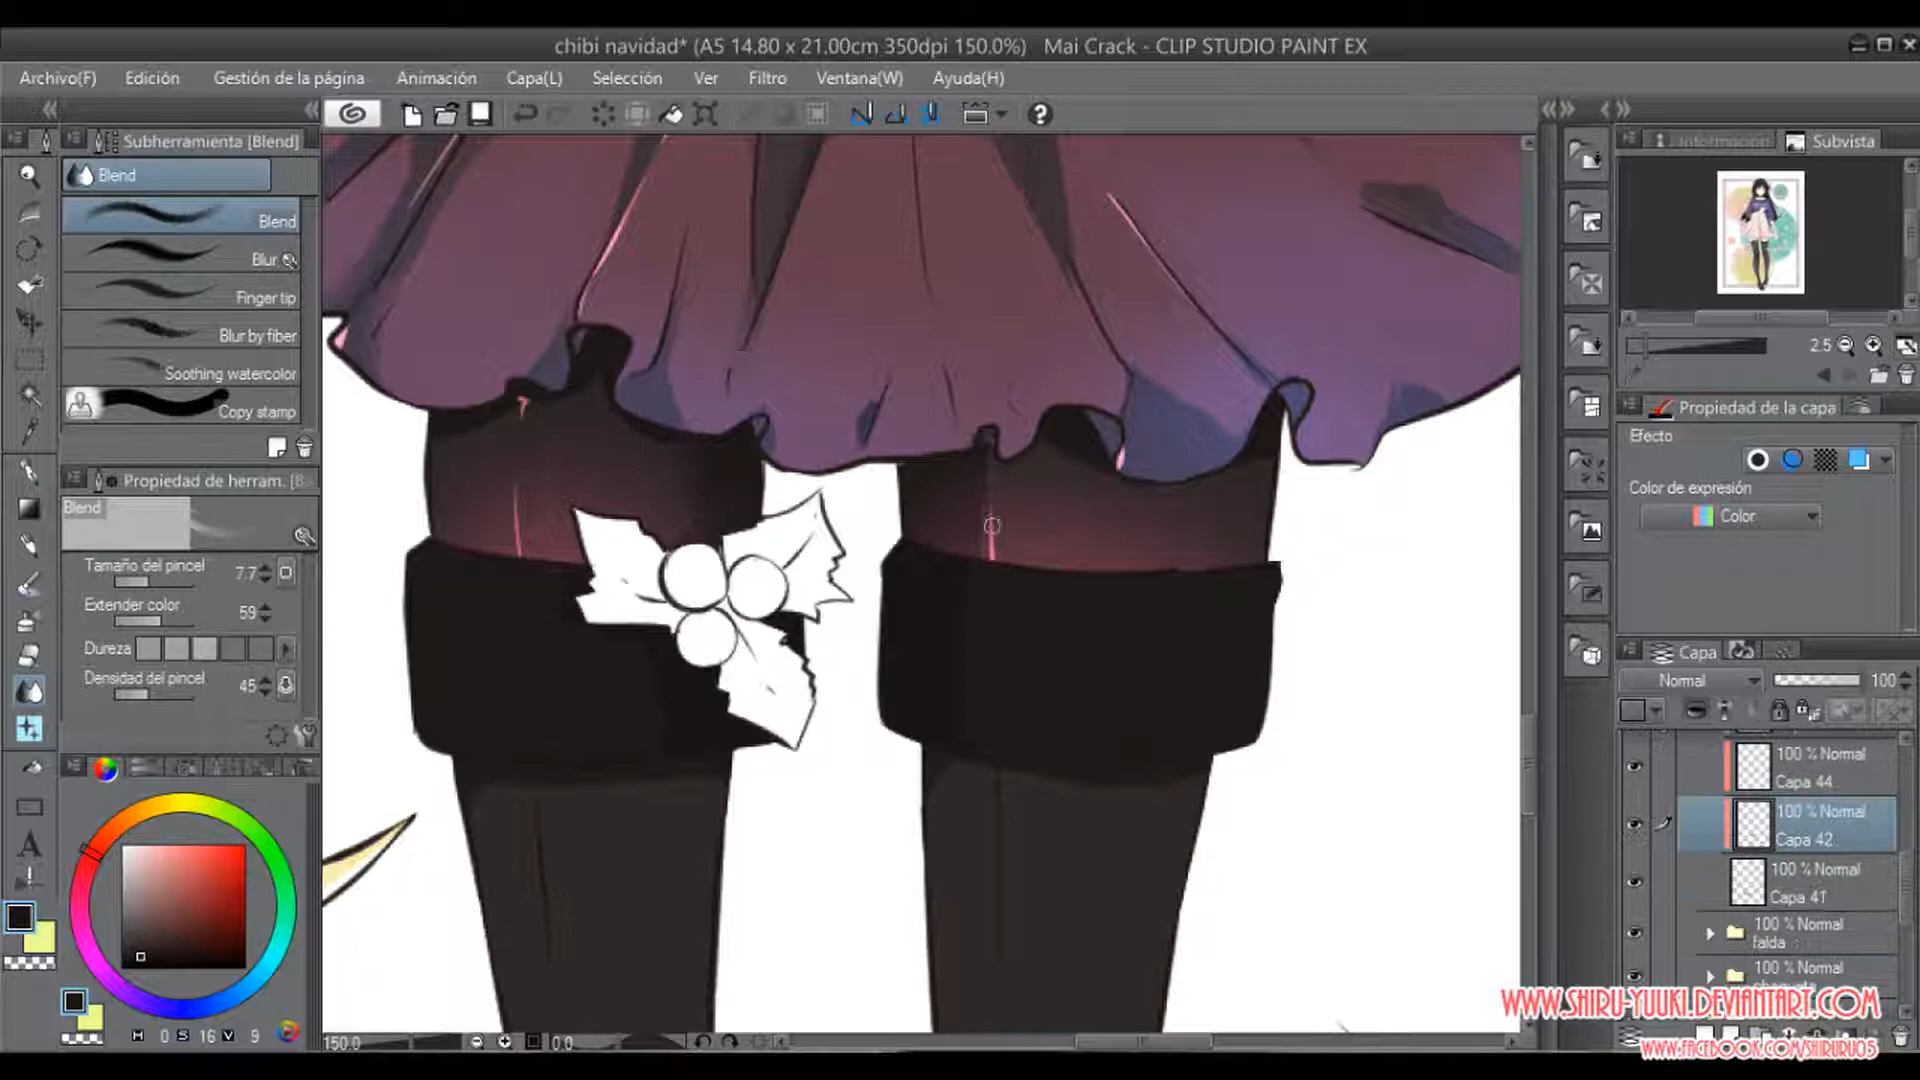 chibi navidad* (A5 14.80 x 21.00cm 350dpi 150.0%)   Mai Crack - CLIP STUDIO PAINT EX
Archivo(F) Edición Gestión de la página Animación Capa(L) Selección Ver Filtro Ventana(W) Ayuda(H)
Subherramienta [Blend]
Blend
Blend
Blur
Finger tip
Blur by fiber
Soothing watercolor
Copy stamp
Propiedad de herram. [B
Blend
Tamaño del pincel 7.7
Extender color 59
Dureza
Densidad del pincel 45
H 0 S 16 V 9
150.0 0.0
Información Subvista
2.5
Propiedad de la capa
Efecto
Color de expresión
Color
Capa
Normal 100
100 % Normal
Capa 44
100 % Normal
Capa 42
100 % Normal
Capa 41
100 % Normal
falda
100 % Normal
WWW.SHIRU-YUUKI.DEVIANTART.COM
WWW.FACEBOOK.COM/SHIRURU05